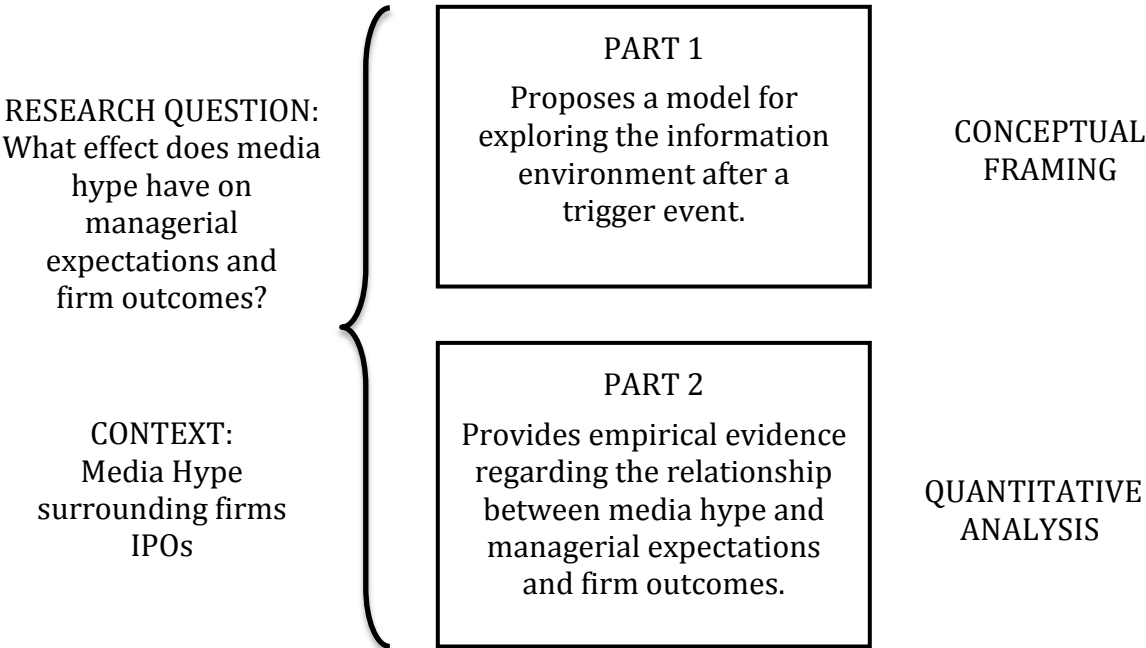 RESEARCH QUESTION:
What effect does media
hype have on
managerial
expectations and
firm outcomes?
CONTEXT:
Media Hype
surrounding firms
IPOs
PART 1
Proposes a model for
exploring the information
environment after a
trigger event.
PART 2
Provides empirical evidence
regarding the relationship
between media hype and
managerial expectations
and firm outcomes.
CONCEPTUAL
FRAMING
QUANTITATIVE
ANALYSIS